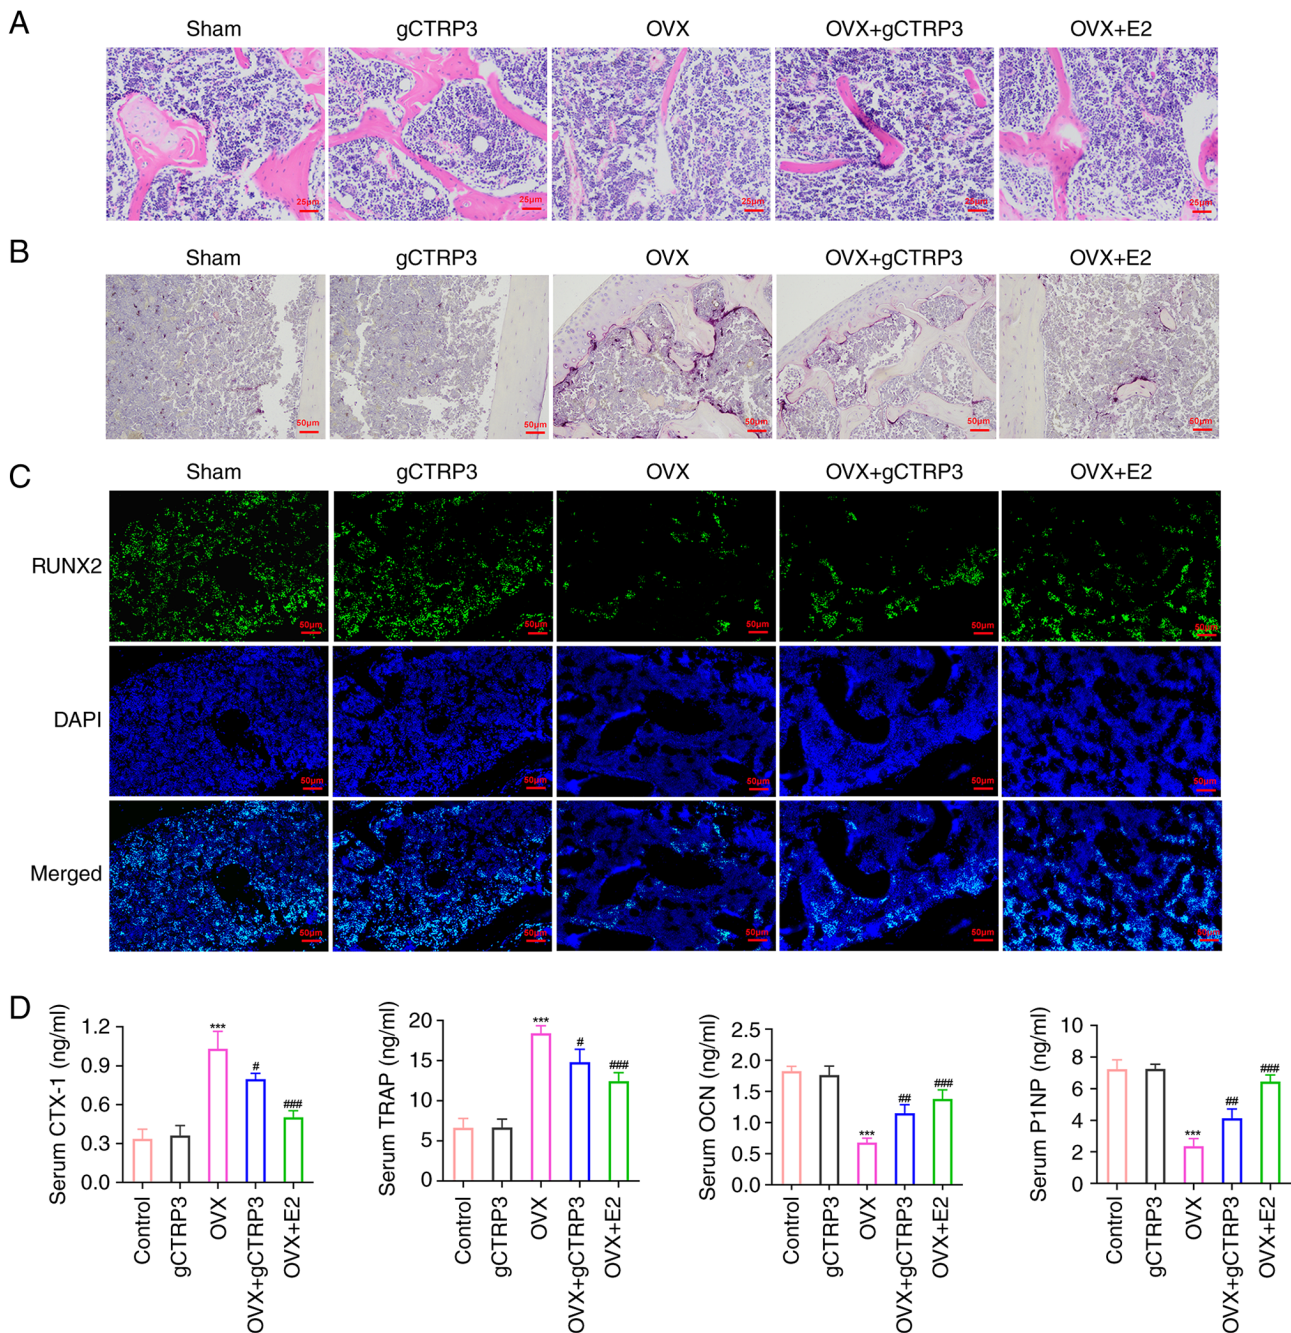 A
Sham gCTRP3 OVX OVX+gCTRP3 OVX+E2
25μm 25μm 25μm 25μm 25μm
B
Sham gCTRP3 OVX OVX+gCTRP3 OVX+E2
50μm 50μm 50μm 50μm 50μm
C
Sham gCTRP3 OVX OVX+gCTRP3 OVX+E2
RUNX2
50μm 50μm 50μm 50μm 50μm
DAPI
50μm 50μm 50μm 50μm 50μm
Merged
50μm 50μm 50μm 50μm 50μm
D
Serum CTX-1 (ng/ml)
1.2
0.9
0.6
0.3
0.0
*** # ###
Control gCTRP3 OVX OVX+gCTRP3 OVX+E2
Serum TRAP (ng/ml)
20
15
10
5
0
*** # ###
Control gCTRP3 OVX OVX+gCTRP3 OVX+E2
Serum OCN (ng/ml)
2.5
2.0
1.5
1.0
0.5
0.0
*** ## ###
Control gCTRP3 OVX OVX+gCTRP3 OVX+E2
Serum P1NP (ng/ml)
10
8
6
4
2
0
*** ## ###
Control gCTRP3 OVX OVX+gCTRP3 OVX+E2